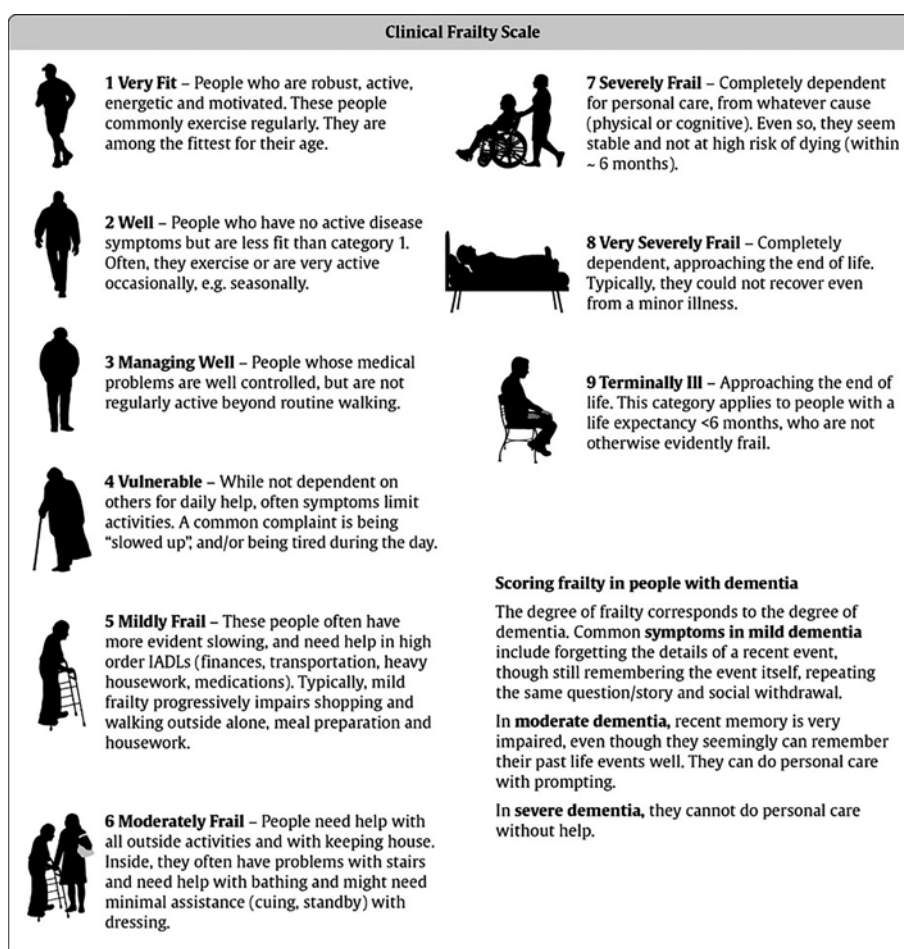 Clinical Frailty Scale
1 Very Fit – People who are robust, active,
energetic and motivated. These people
commonly exercise regularly. They are
among the fittest for their age.
2 Well – People who have no active disease
symptoms but are less fit than category 1.
Often, they exercise or are very active
occasionally, e.g. seasonally.
3 Managing Well – People whose medical
problems are well controlled, but are not
regularly active beyond routine walking.
4 Vulnerable – While not dependent on
others for daily help, often symptoms limit
activities. A common complaint is being
“slowed up”, and/or being tired during the day.
5 Mildly Frail – These people often have
more evident slowing, and need help in high
order IADLs (finances, transportation, heavy
housework, medications). Typically, mild
frailty progressively impairs shopping and
walking outside alone, meal preparation and
housework.
6 Moderately Frail – People need help with
all outside activities and with keeping house.
Inside, they often have problems with stairs
and need help with bathing and might need
minimal assistance (cuing, standby) with
dressing.
7 Severely Frail – Completely dependent
for personal care, from whatever cause
(physical or cognitive). Even so, they seem
stable and not at high risk of dying (within
~ 6 months).
8 Very Severely Frail – Completely
dependent, approaching the end of life.
Typically, they could not recover even
from a minor illness.
9 Terminally Ill – Approaching the end of
life. This category applies to people with a
life expectancy <6 months, who are not
otherwise evidently frail.
Scoring frailty in people with dementia
The degree of frailty corresponds to the degree of
dementia. Common symptoms in mild dementia
include forgetting the details of a recent event,
though still remembering the event itself, repeating
the same question/story and social withdrawal.
In moderate dementia, recent memory is very
impaired, even though they seemingly can remember
their past life events well. They can do personal care
with prompting.
In severe dementia, they cannot do personal care
without help.